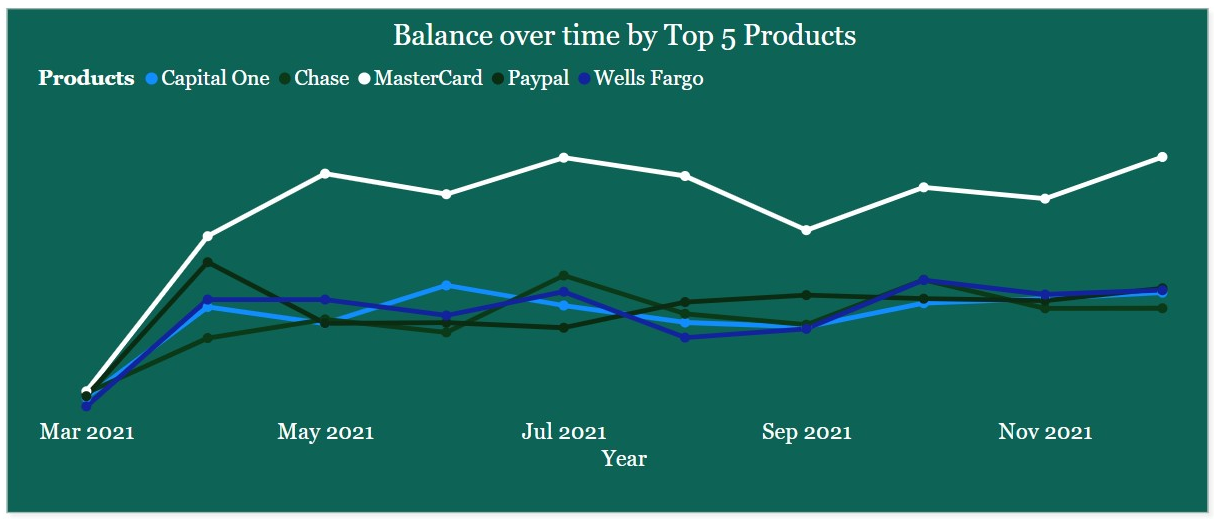 Balance over time by Top 5 Products
Products Capital One Chase MasterCard Paypal Wells Fargo
Mar 2021 May 2021 Jul 2021 Sep 2021 Nov 2021
Year